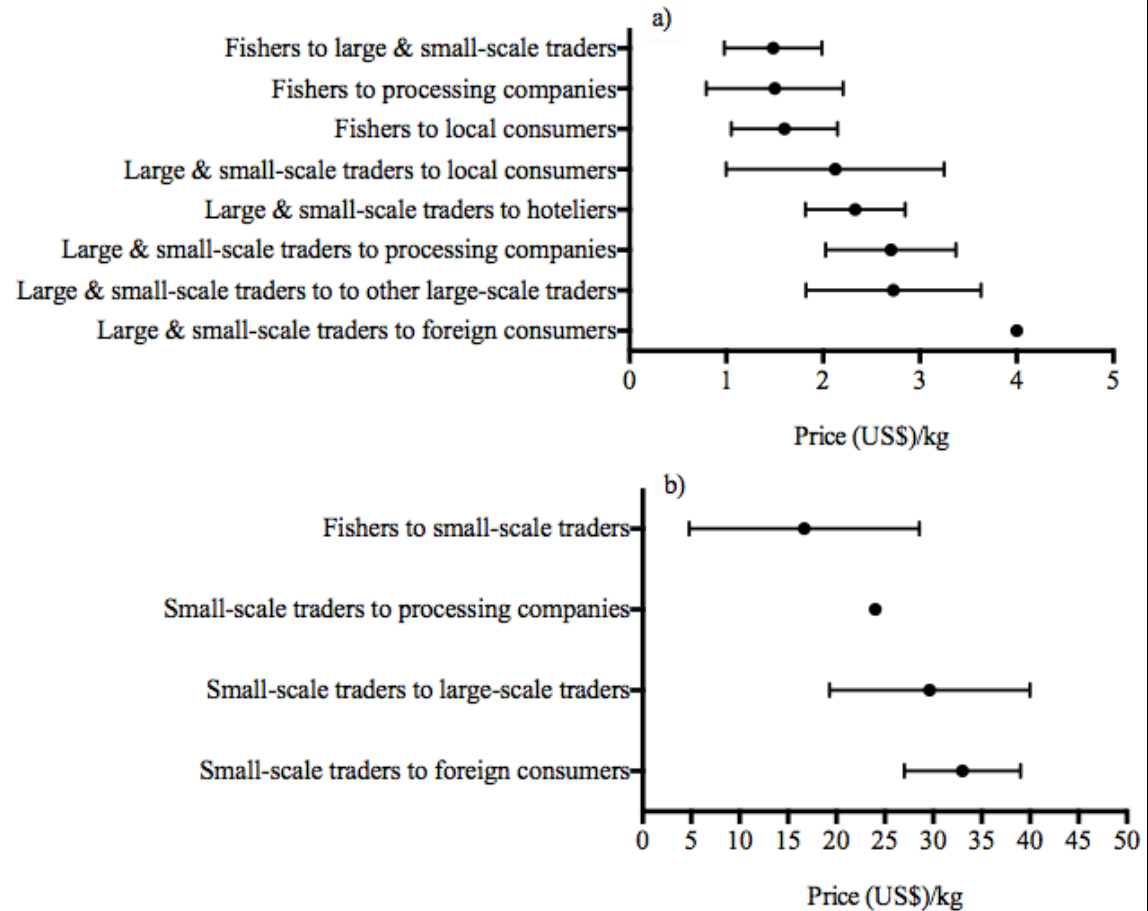 a)
Fishers to large & small-scale traders
Fishers to processing companies
Fishers to local consumers
Large & small-scale traders to local consumers
Large & small-scale traders to hoteliers
Large & small-scale traders to processing companies
Large & small-scale traders to to other large-scale traders
Large & small-scale traders to foreign consumers
0 1 2 3 4 5
Price (US$)/kg
b)
Fishers to small-scale traders
Small-scale traders to processing companies
Small-scale traders to large-scale traders
Small-scale traders to foreign consumers
0 5 10 15 20 25 30 35 40 45 50
Price (US$)/kg